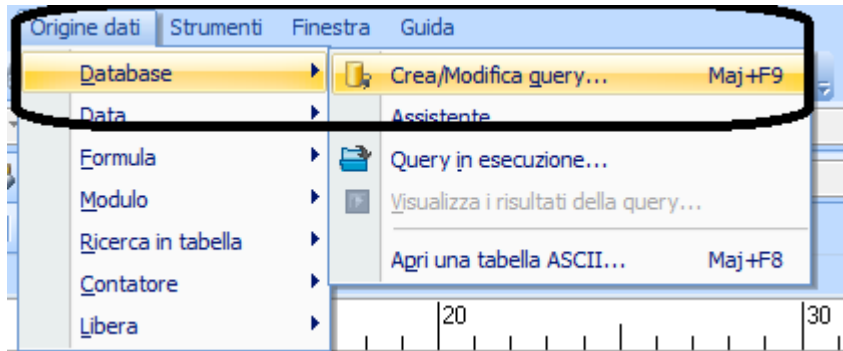 Origine dati Strumenti Finestra Guida
Database Crea/Modifica query... Maj+F9
Data Assistente
Formula Query in esecuzione...
Modulo Visualizza i risultati della query...
Ricerca in tabella
Contatore Apri una tabella ASCII... Maj+F8
Libera
20 30